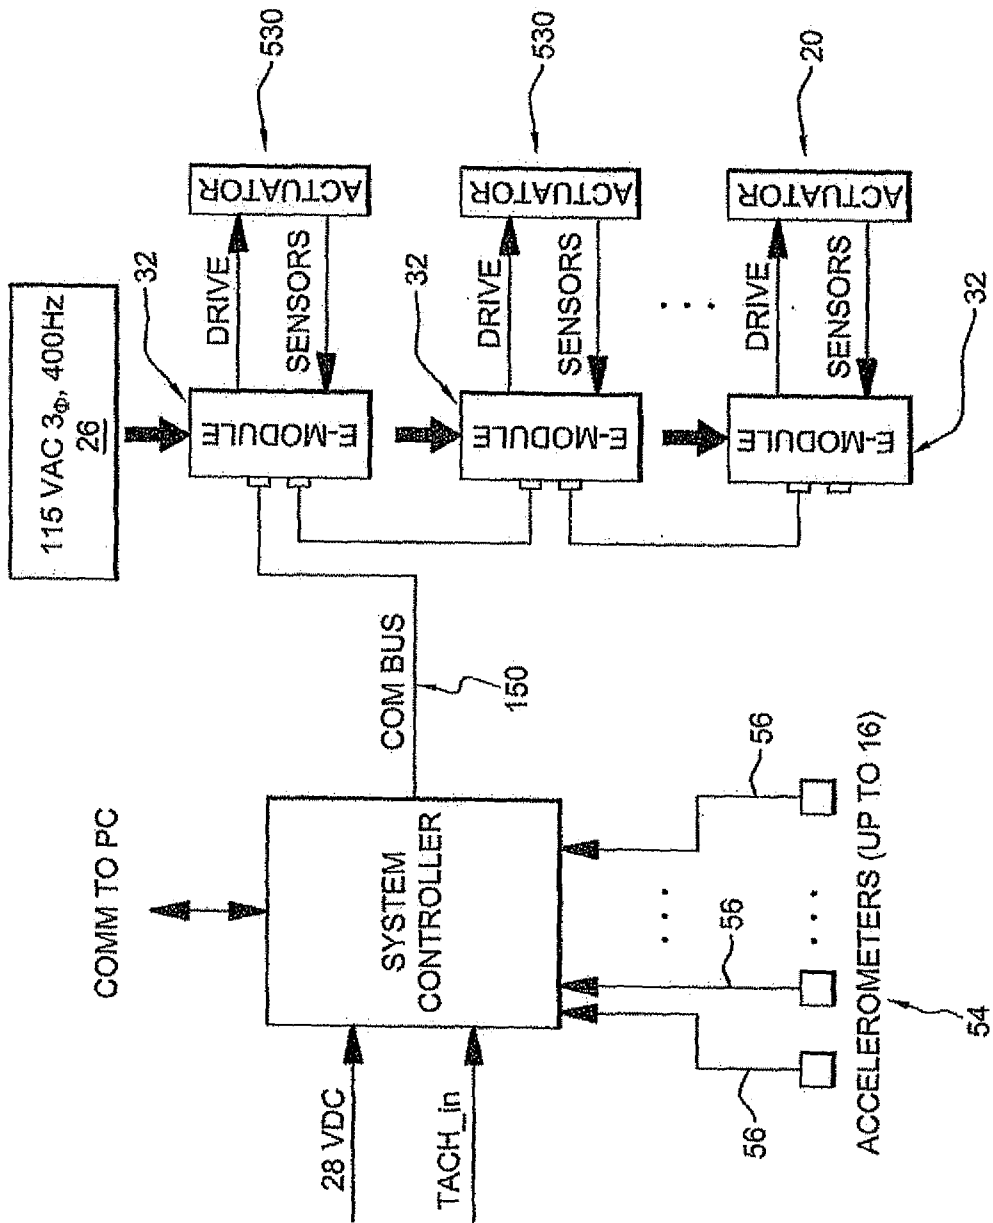 115 VAC 3Φ, 400Hz
26
COMM TO PC
28 VDC
TACH_in
SYSTEM
CONTROLLER
COM BUS
150
32
E-MODULE
DRIVE
SENSORS
ACTUATOR
530
32
E-MODULE
DRIVE
SENSORS
ACTUATOR
530
32
E-MODULE
DRIVE
SENSORS
ACTUATOR
20
56
56
56
ACCELEROMETERS (UP TO 16)
54